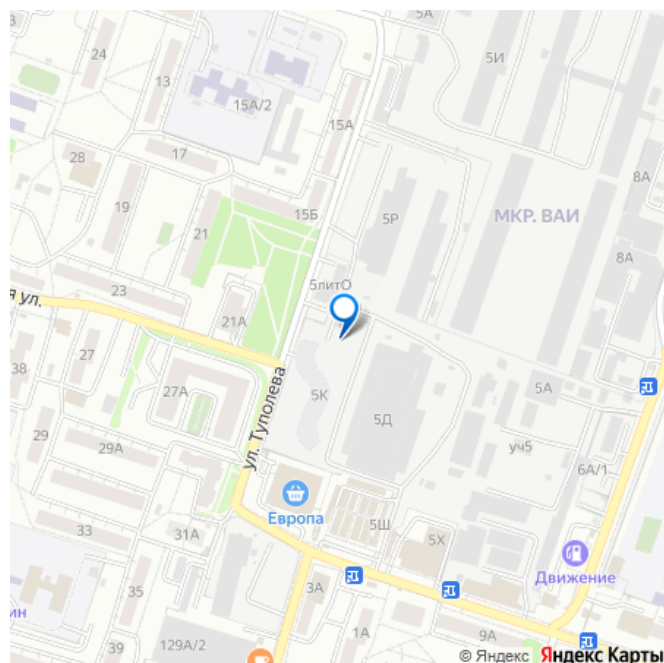 5А
24
5И
13
15А/2
15А
17
28
8А
19
15Б
5Р
МКР. ВАИ
21
8А
5литО
23
я ул.
21А
27
38
27А
5К
5А
ул. Туполева
5Д
29
29А
уч5
6А/1
Европа
5Ш
33
31А
5Х
Движение
35
3А
ин
1А
9А
39
129А/2
© Яндекс Яндекс Карты